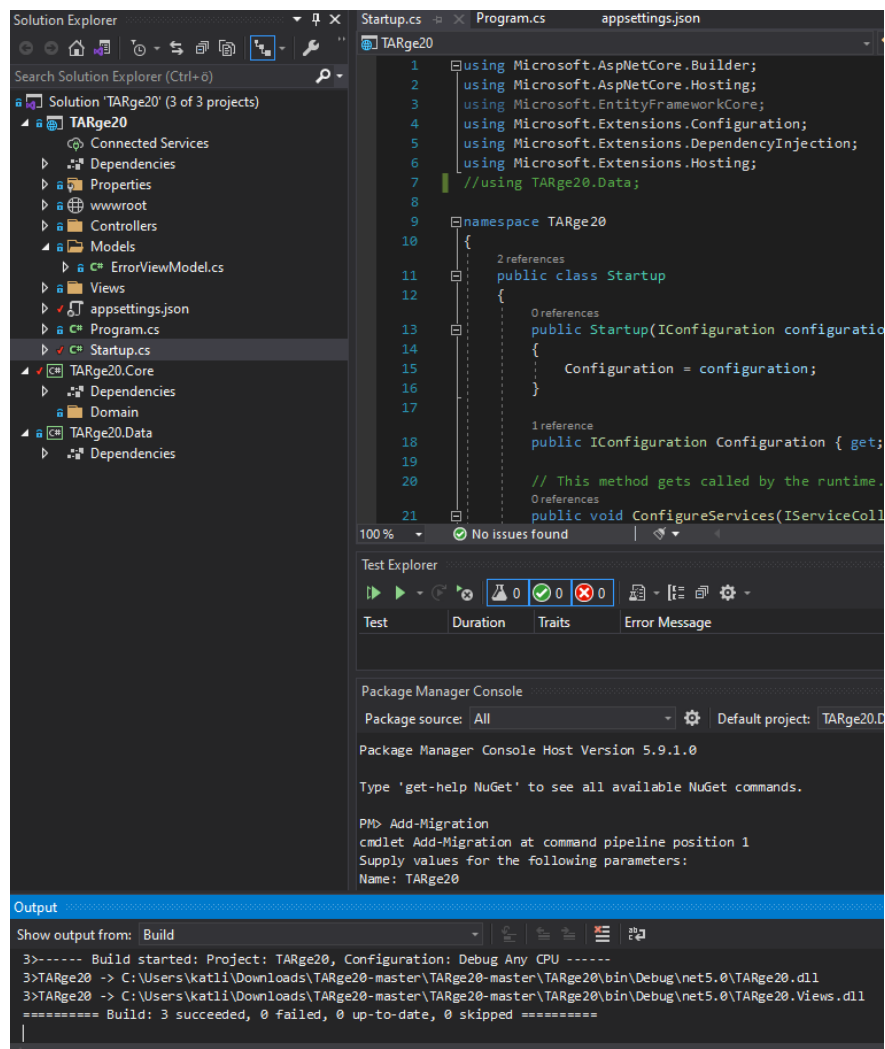 Solution Explorer
Search Solution Explorer (Ctrl+ö)
Solution 'TARge20' (3 of 3 projects)
TARge20
Connected Services
Dependencies
Properties
wwwroot
Controllers
Models
C# ErrorViewModel.cs
Views
appsettings.json
C# Program.cs
C# Startup.cs
C# TARge20.Core
Dependencies
Domain
C# TARge20.Data
Dependencies
Startup.cs Program.cs appsettings.json
TARge20
1 using Microsoft.AspNetCore.Builder;
2 using Microsoft.AspNetCore.Hosting;
3 using Microsoft.EntityFrameworkCore;
4 using Microsoft.Extensions.Configuration;
5 using Microsoft.Extensions.DependencyInjection;
6 using Microsoft.Extensions.Hosting;
7 //using TARge20.Data;
8
9 namespace TARge20
10 {
2 references
11 public class Startup
12 {
0 references
13 public Startup(IConfiguration configuratio
14 {
15 Configuration = configuration;
16 }
17
1 reference
18 public IConfiguration Configuration { get;
19
20 // This method gets called by the runtime.
0 references
21 public void ConfigureServices(IServiceColl
100 % No issues found
Test Explorer
0 0 0
Test Duration Traits Error Message
Package Manager Console
Package source: All Default project: TARge20.D
Package Manager Console Host Version 5.9.1.0
Type 'get-help NuGet' to see all available NuGet commands.
PM> Add-Migration
cmdlet Add-Migration at command pipeline position 1
Supply values for the following parameters:
Name: TARge20
Output
Show output from: Build
3>------ Build started: Project: TARge20, Configuration: Debug Any CPU ------
3>TARge20 -> C:\Users\katli\Downloads\TARge20-master\TARge20-master\TARge20\bin\Debug\net5.0\TARge20.dll
3>TARge20 -> C:\Users\katli\Downloads\TARge20-master\TARge20-master\TARge20\bin\Debug\net5.0\TARge20.Views.dll
========== Build: 3 succeeded, 0 failed, 0 up-to-date, 0 skipped ==========